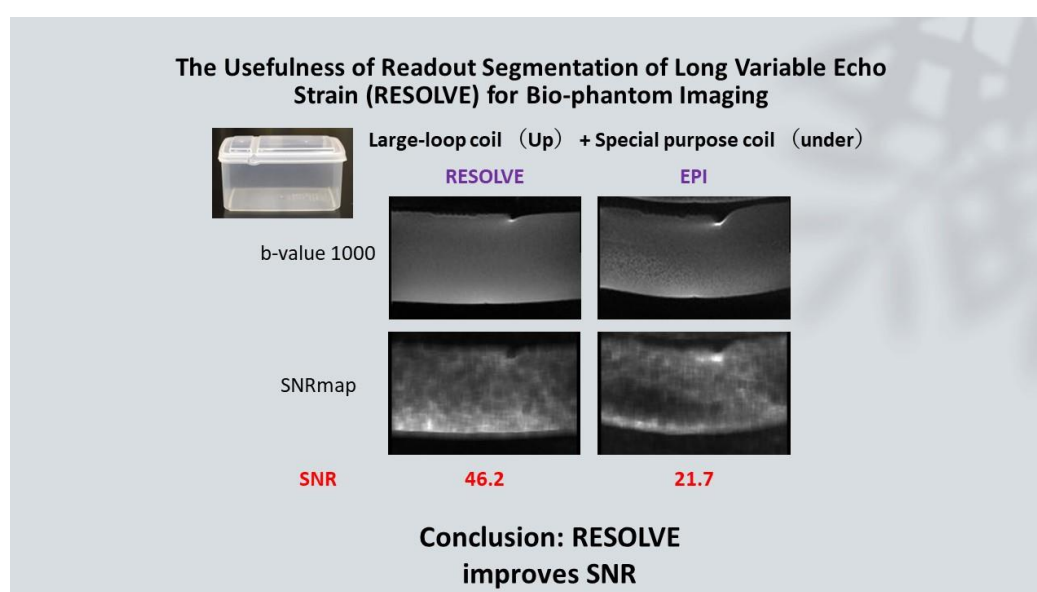 The Usefulness of Readout Segmentation of Long Variable Echo
Strain (RESOLVE) for Bio-phantom Imaging
Large-loop coil （Up） + Special purpose coil （under）
RESOLVE EPI
b-value 1000
SNRmap
SNR 46.2 21.7
Conclusion: RESOLVE
improves SNR